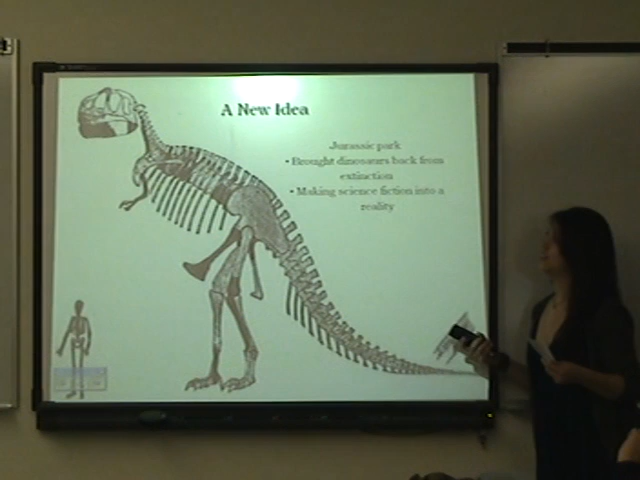 A New Idea
Jurassic park
• Brought dinosaurs back from
extinction
• Making science fiction into a
reality